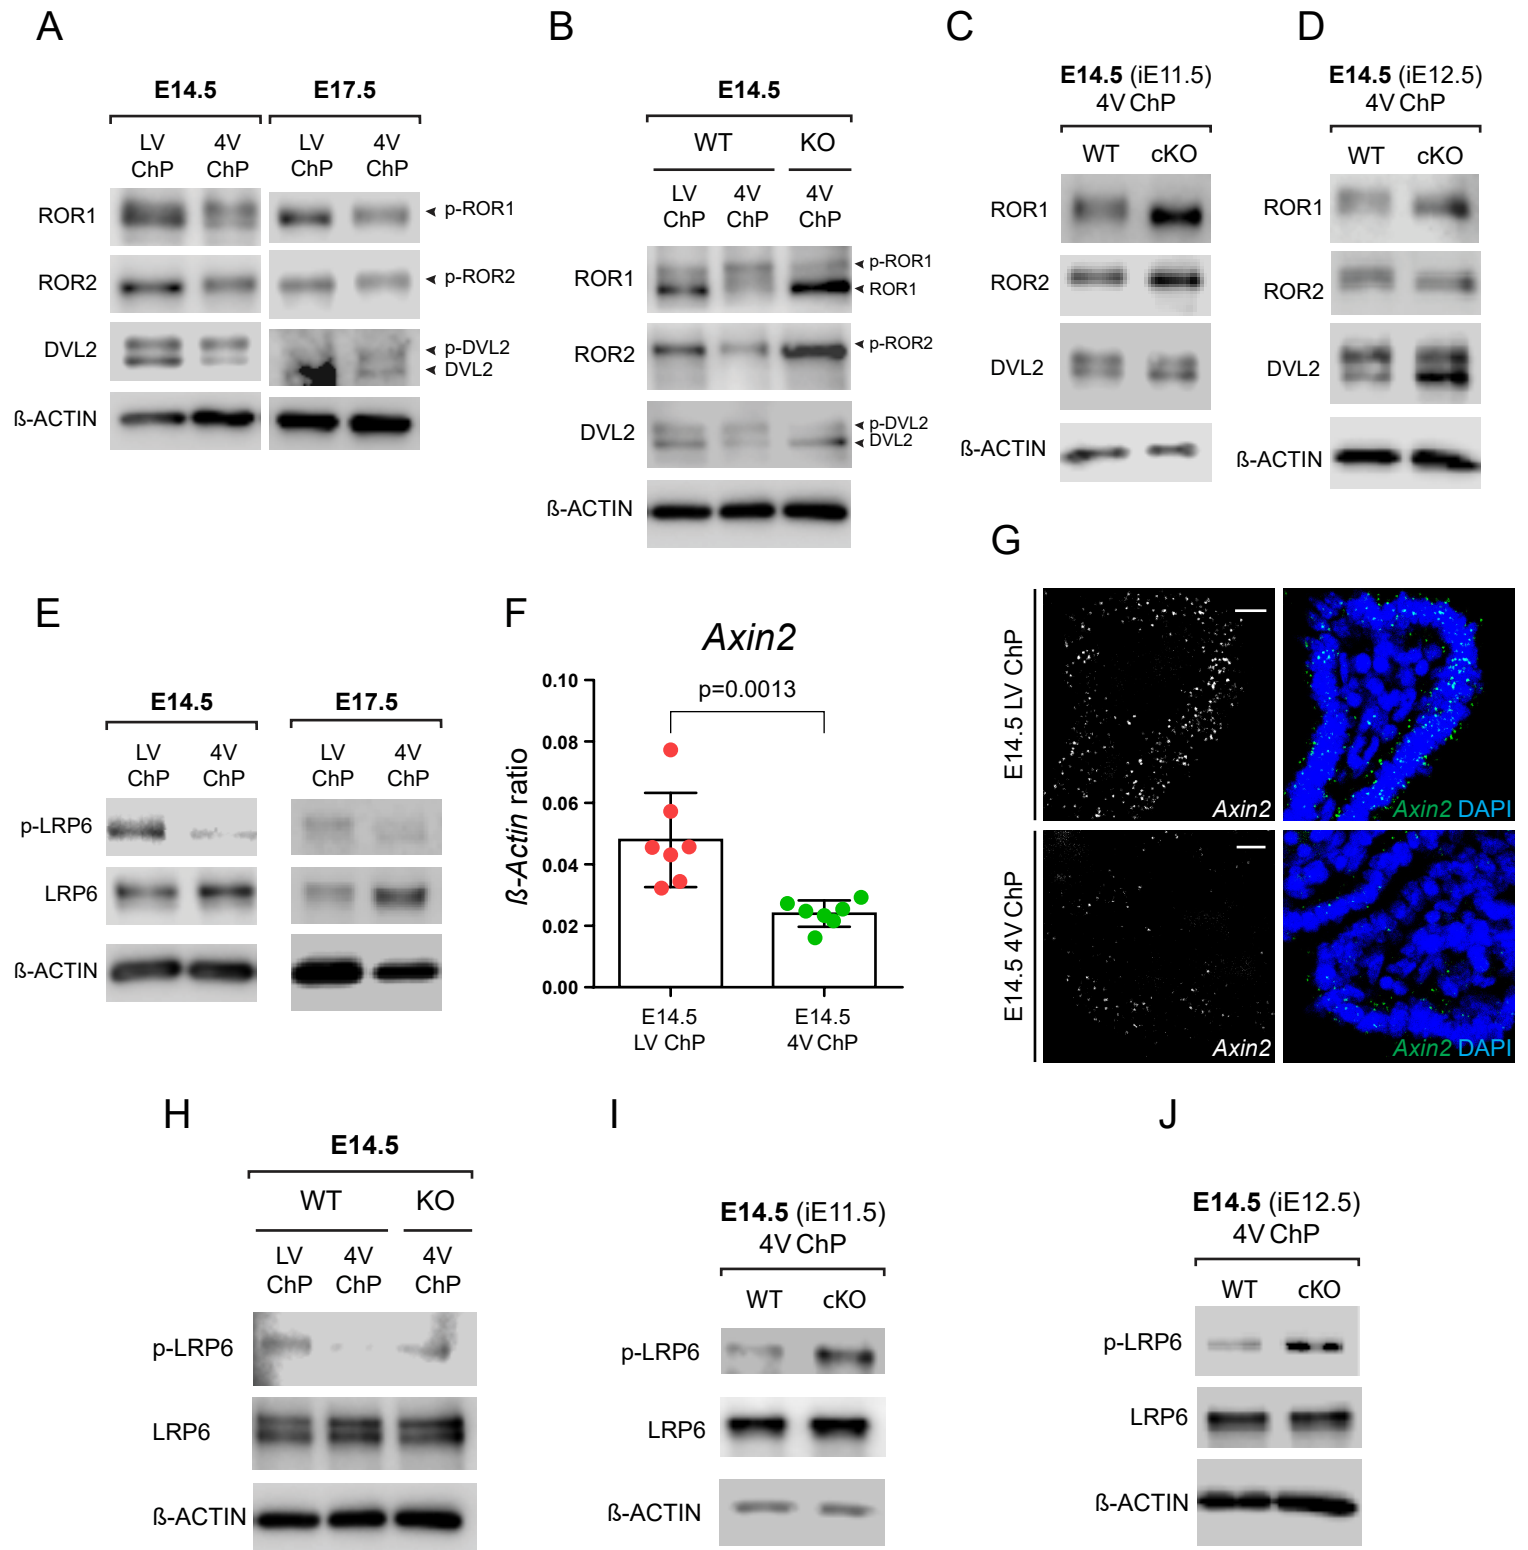 A
E14.5
E17.5
LV ChP
4V ChP
LV ChP
4V ChP
ROR1
p-ROR1
ROR2
p-ROR2
DVL2
p-DVL2
DVL2
ß-ACTIN
B
E14.5
WT
KO
LV ChP
4V ChP
4V ChP
ROR1
p-ROR1
ROR1
ROR2
p-ROR2
DVL2
p-DVL2
DVL2
ß-ACTIN
C
E14.5 (iE11.5)
4V ChP
WT
cKO
ROR1
ROR2
DVL2
ß-ACTIN
D
E14.5 (iE12.5)
4V ChP
WT
cKO
ROR1
ROR2
DVL2
ß-ACTIN
E
E14.5
E17.5
LV ChP
4V ChP
LV ChP
4V ChP
p-LRP6
LRP6
ß-ACTIN
F
Axin2
p=0.0013
ß-Actin ratio
0.10
0.08
0.06
0.04
0.02
0.00
E14.5
LV ChP
E14.5
4V ChP
G
E14.5 LV ChP
Axin2
Axin2 DAPI
E14.5 4V ChP
Axin2
Axin2 DAPI
H
E14.5
WT
KO
LV ChP
4V ChP
4V ChP
p-LRP6
LRP6
ß-ACTIN
I
E14.5 (iE11.5)
4V ChP
WT
cKO
p-LRP6
LRP6
ß-ACTIN
J
E14.5 (iE12.5)
4V ChP
WT
cKO
p-LRP6
LRP6
ß-ACTIN